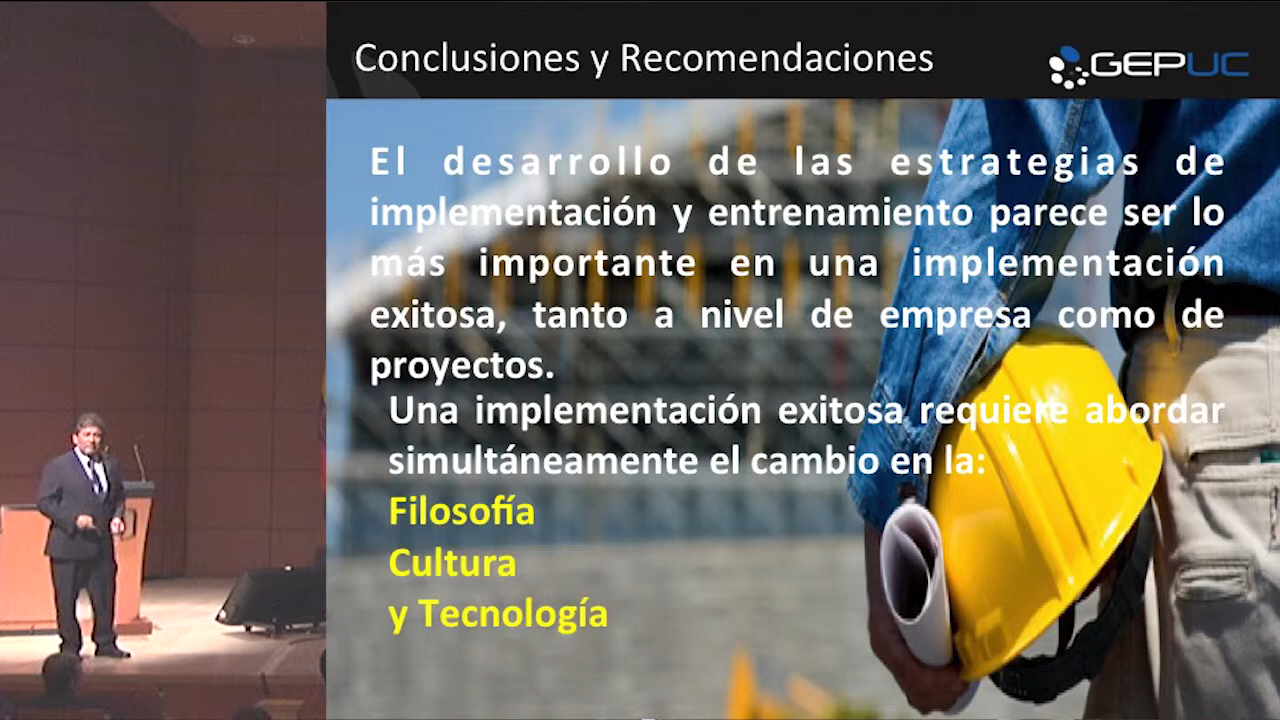 Conclusiones y Recomendaciones
GEPUC
El desarrollo de las estrategias de
implementación y entrenamiento parece ser lo
más importante en una implementación
exitosa, tanto a nivel de empresa como de
proyectos.
Una implementación exitosa requiere abordar
simultáneamente el cambio en la:
Filosofía
Cultura
y Tecnología